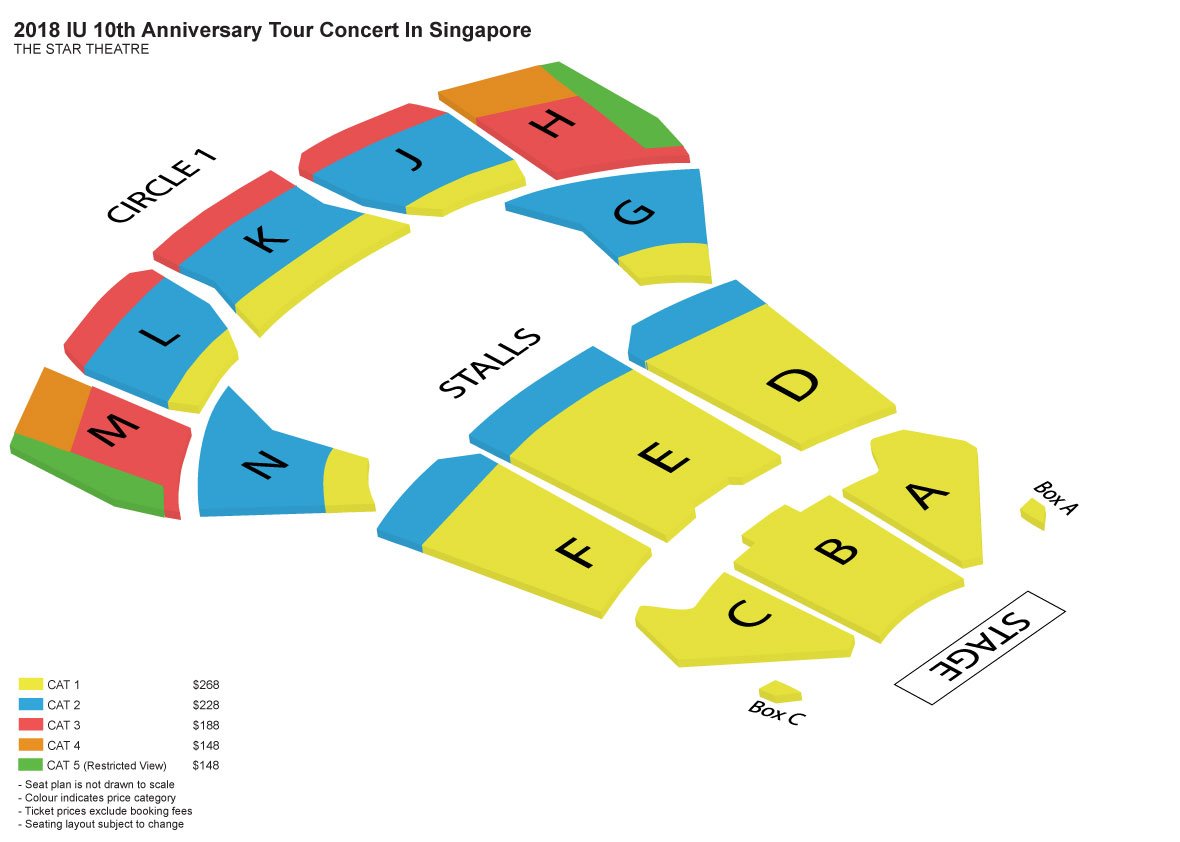 2018 IU 10th Anniversary Tour Concert In Singapore
THE STAR THEATRE
CIRCLE 1
H
J
G
K
L
M
N
STALLS
D
E
F
A
Box A
B
C
Box C
STAGE
CAT 1 $268
CAT 2 $228
CAT 3 $188
CAT 4 $148
CAT 5 (Restricted View) $148
- Seat plan is not drawn to scale
- Colour indicates price category
- Ticket prices exclude booking fees
- Seating layout subject to change